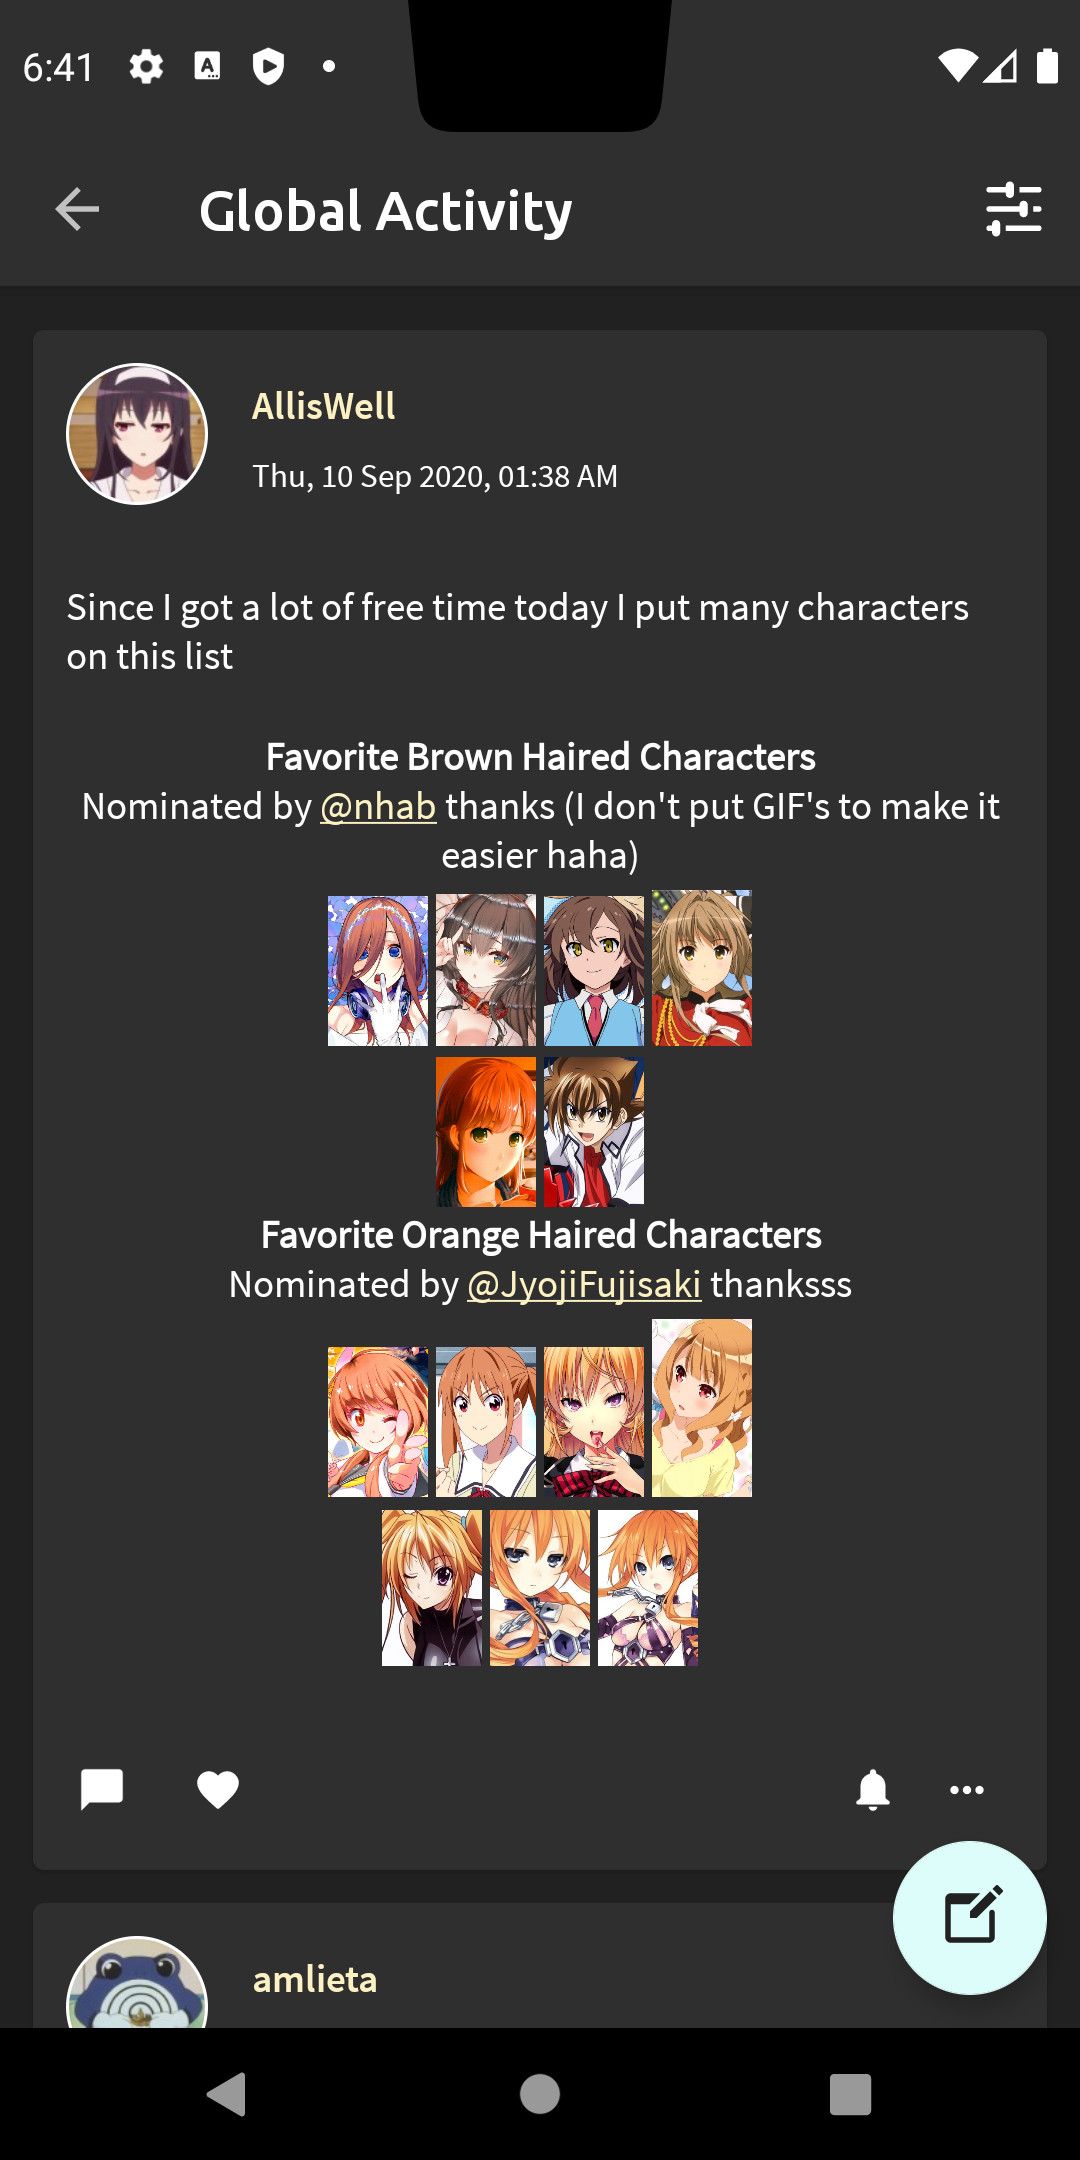 6:41
Global Activity
AllisWell
Thu, 10 Sep 2020, 01:38 AM
Since I got a lot of free time today I put many characters
on this list
Favorite Brown Haired Characters
Nominated by @nhab thanks (I don't put GIF's to make it
easier haha)
Favorite Orange Haired Characters
Nominated by @JyojiFujisaki thanksss
amlieta